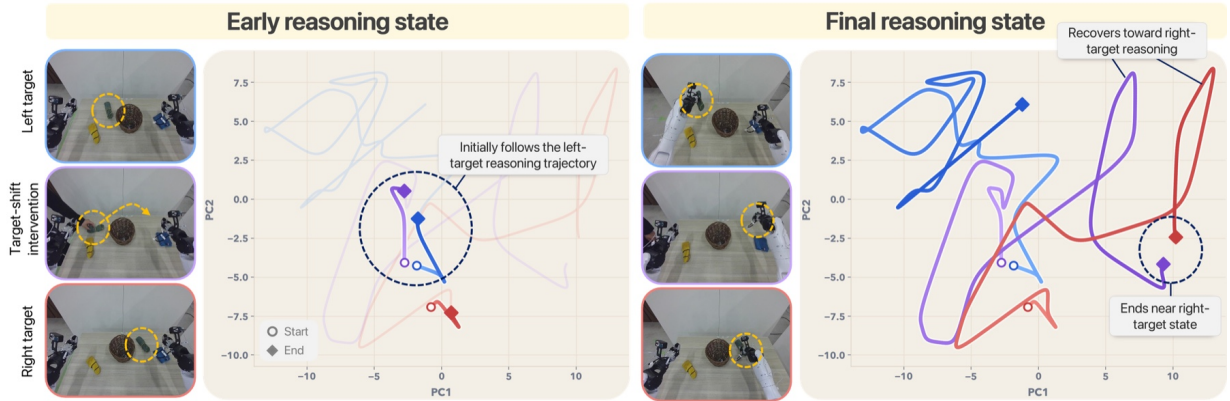 Early reasoning state
Final reasoning state
Left target
Target-shift
intervention
Right target
7.5
5.0
2.5
0.0
−2.5
−5.0
−7.5
−10.0
PC2
−10
−5
0
5
10
PC1
Initially follows the left-
target reasoning trajectory
Start
End
7.5
5.0
2.5
0.0
−2.5
−5.0
−7.5
−10.0
PC2
−10
−5
0
5
10
PC1
Recovers toward right-
target reasoning
Ends near right-
target state